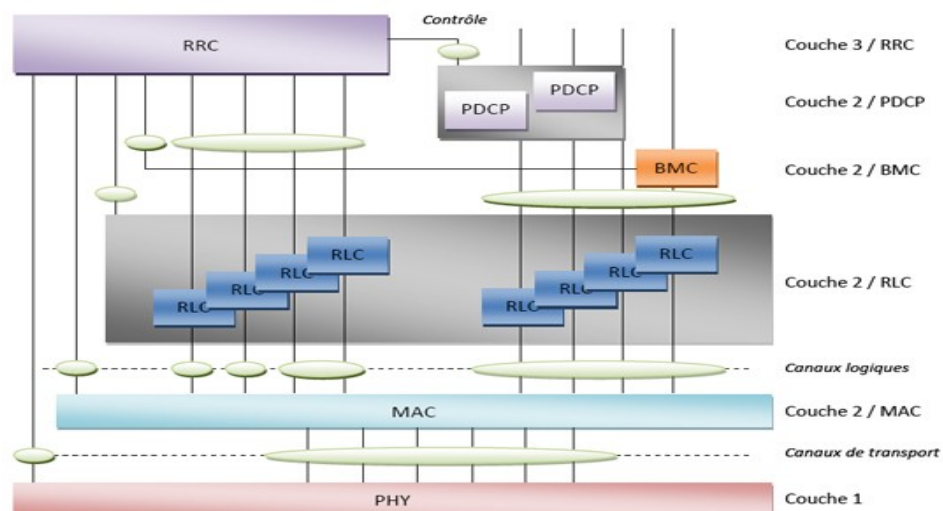 Contrôle
RRC
Couche 3 / RRC
PDCP
PDCP
Couche 2 / PDCP
BMC
Couche 2 / BMC
RLC
RLC
RLC
RLC
RLC
RLC
RLC
RLC
Couche 2 / RLC
Canaux logiques
MAC
Couche 2 / MAC
Canaux de transport
PHY
Couche 1